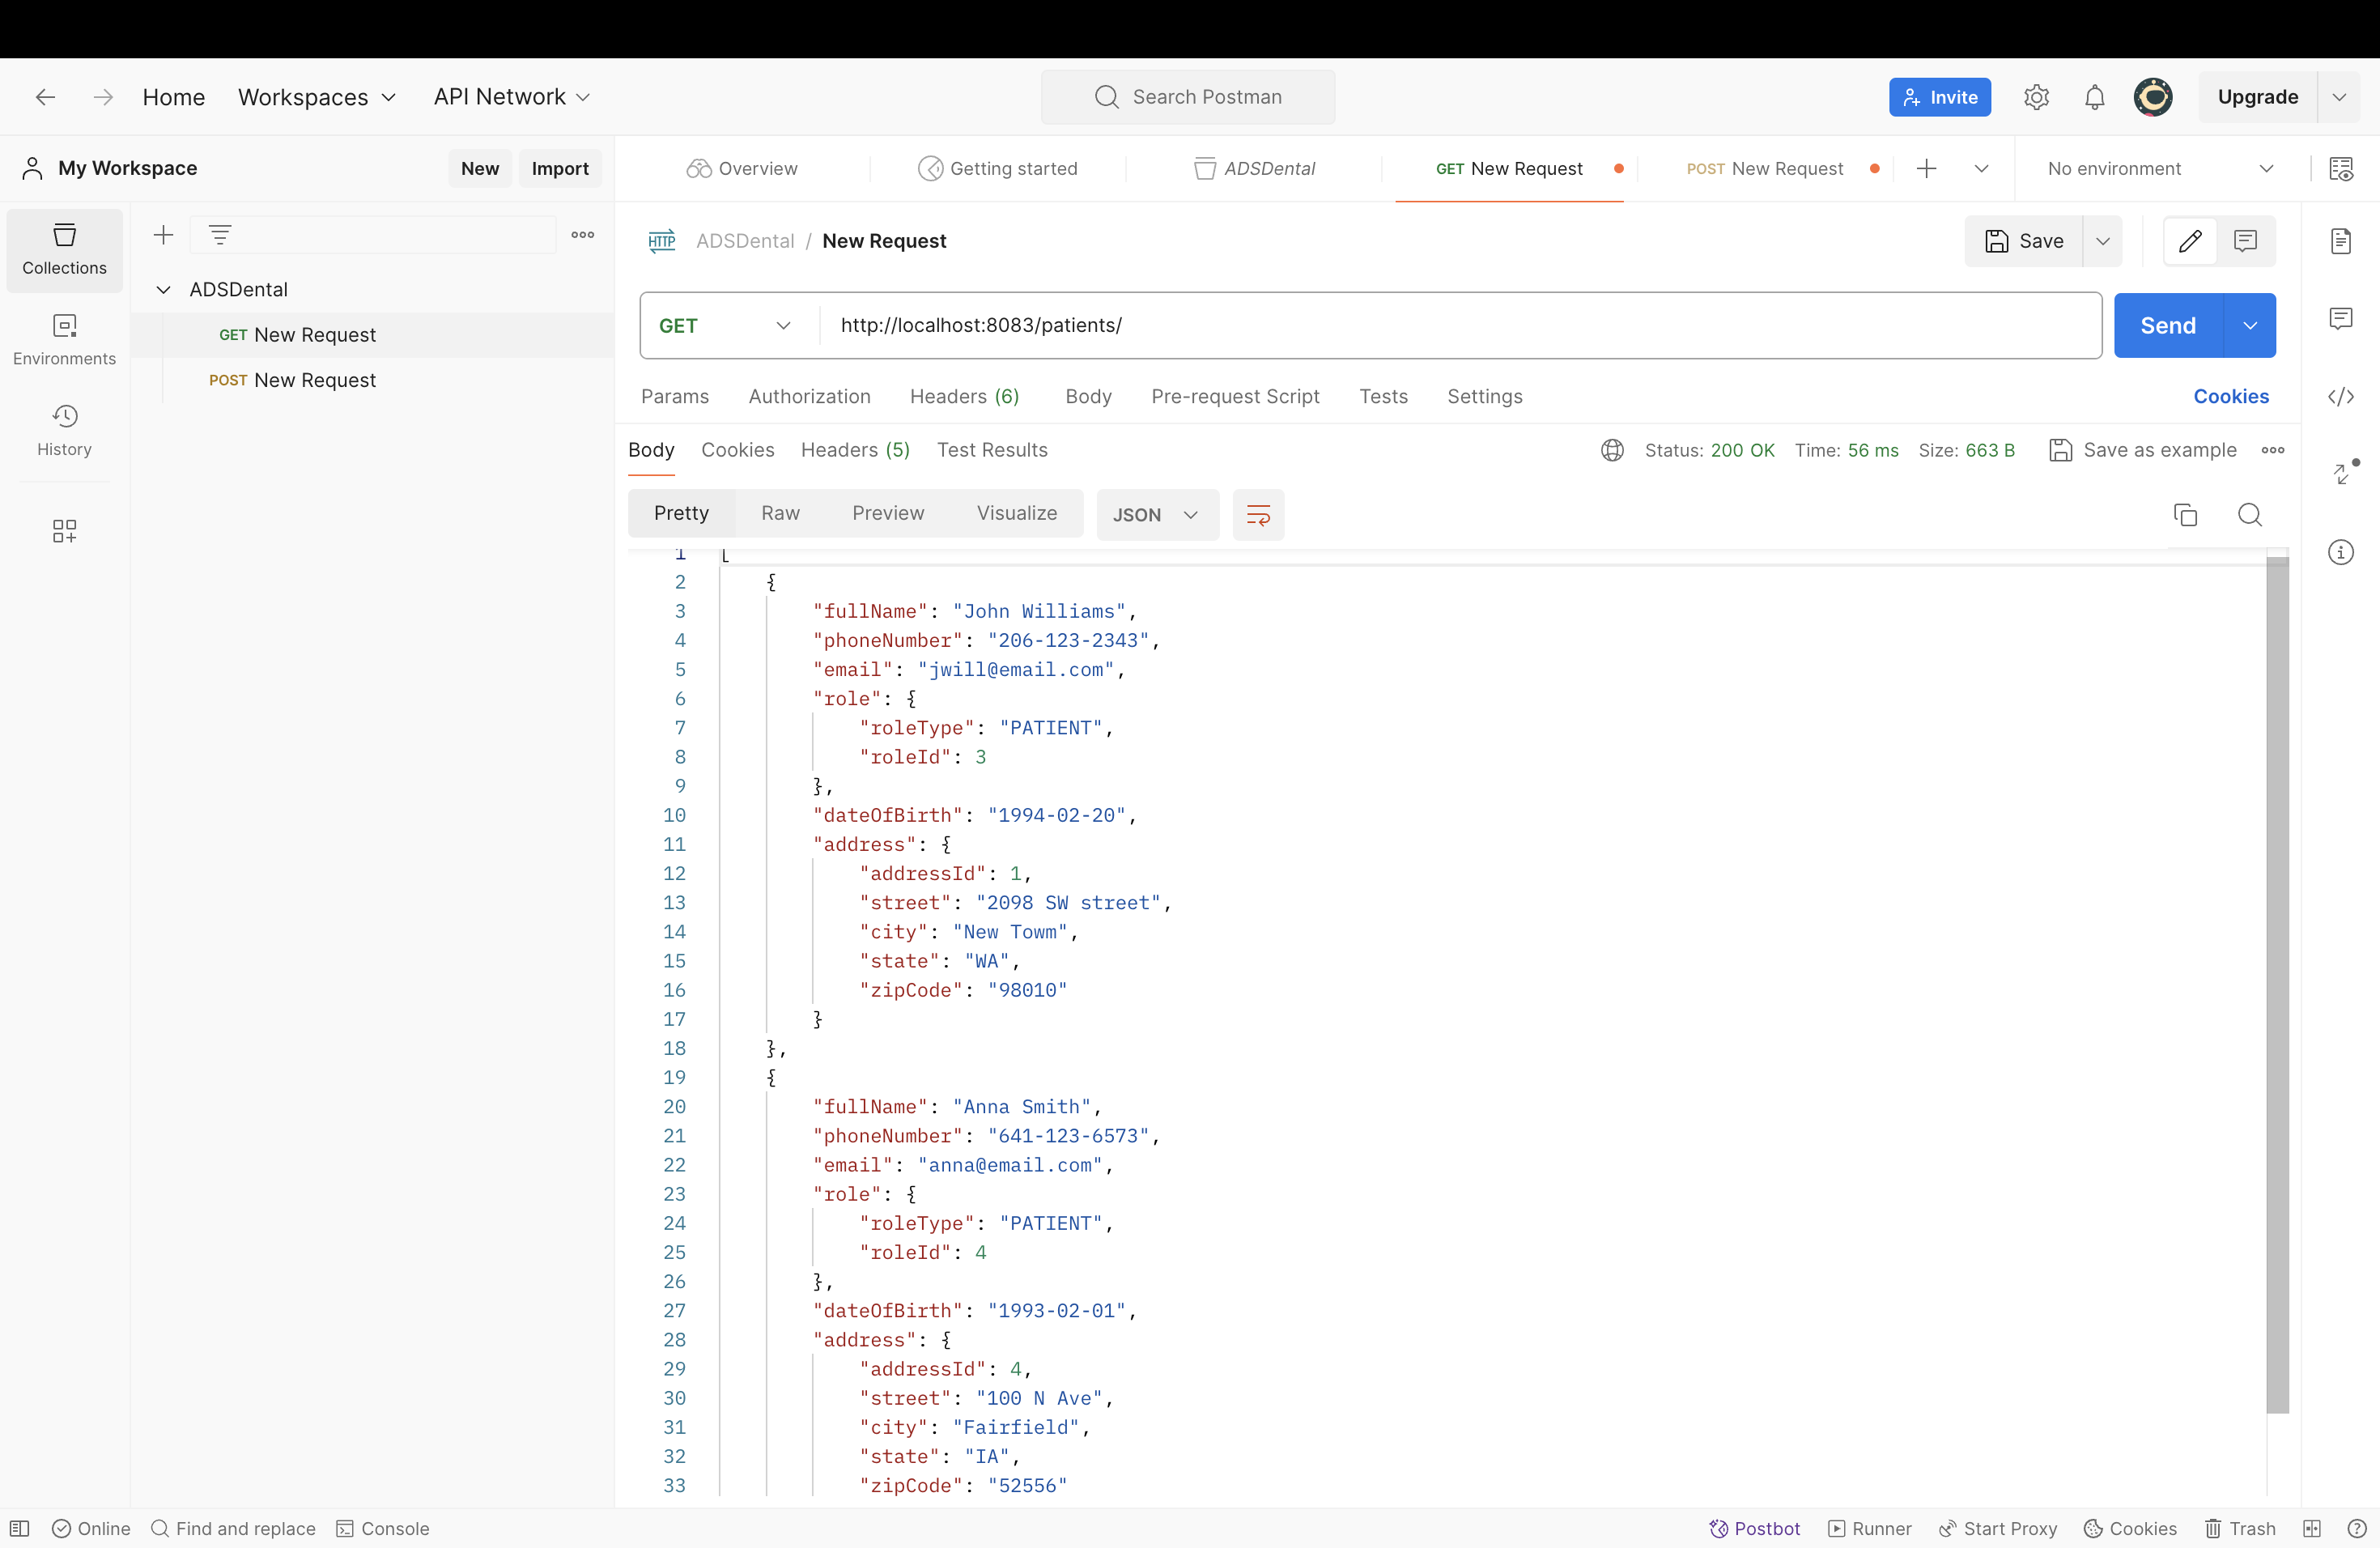 Home Workspaces API Network Search Postman Invite Upgrade
My Workspace New Import Overview Getting started ADSDental GET New Request POST New Request No environment
Collections
Environments
History
ADSDental
GET New Request
POST New Request
HTTP ADSDental / New Request Save
GET http://localhost:8083/patients/ Send
Params Authorization Headers (6) Body Pre-request Script Tests Settings Cookies
Body Cookies Headers (5) Test Results Status: 200 OK Time: 56 ms Size: 663 B Save as example
Pretty Raw Preview Visualize JSON
1 [
2 {
3 "fullName": "John Williams",
4 "phoneNumber": "206-123-2343",
5 "email": "jwill@email.com",
6 "role": {
7 "roleType": "PATIENT",
8 "roleId": 3
9 },
10 "dateOfBirth": "1994-02-20",
11 "address": {
12 "addressId": 1,
13 "street": "2098 SW street",
14 "city": "New Towm",
15 "state": "WA",
16 "zipCode": "98010"
17 }
18 },
19 {
20 "fullName": "Anna Smith",
21 "phoneNumber": "641-123-6573",
22 "email": "anna@email.com",
23 "role": {
24 "roleType": "PATIENT",
25 "roleId": 4
26 },
27 "dateOfBirth": "1993-02-01",
28 "address": {
29 "addressId": 4,
30 "street": "100 N Ave",
31 "city": "Fairfield",
32 "state": "IA",
33 "zipCode": "52556"
Online Find and replace Console Postbot Runner Start Proxy Cookies Trash